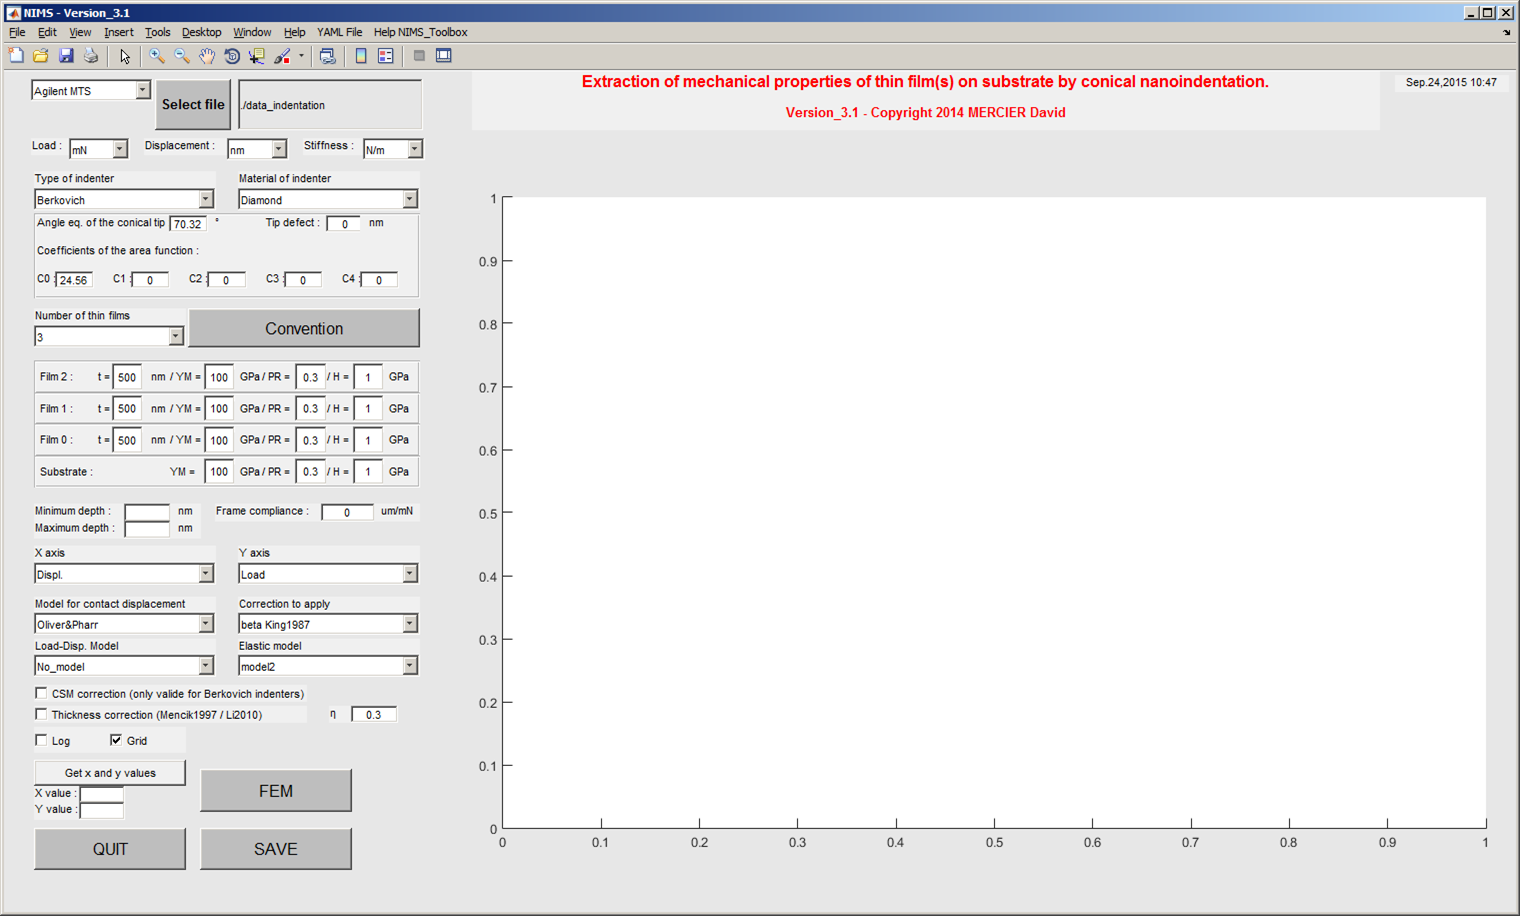 NIMS - Version_3.1
File Edit View Insert Tools Desktop Window Help YAML File Help NIMS_Toolbox
Agilent MTS
Select file
./data_indentation
Extraction of mechanical properties of thin film(s) on substrate by conical nanoindentation.
Version_3.1 - Copyright 2014 MERCIER David
Sep.24,2015 10:47
Load : mN Displacement : nm Stiffness : N/m
Type of indenter Material of indenter
Berkovich Diamond
Angle eq. of the conical tip 70.32 ° Tip defect : 0 nm
Coefficients of the area function :
C0 : 24.56 C1 : 0 C2 : 0 C3 : 0 C4 : 0
Number of thin films
3
Convention
Film 2 : t = 500 nm / YM = 100 GPa / PR = 0.3 / H = 1 GPa
Film 1 : t = 500 nm / YM = 100 GPa / PR = 0.3 / H = 1 GPa
Film 0 : t = 500 nm / YM = 100 GPa / PR = 0.3 / H = 1 GPa
Substrate : YM = 100 GPa / PR = 0.3 / H = 1 GPa
Minimum depth : nm Frame compliance : 0 um/mN
Maximum depth : nm
X axis Y axis
Displ. Load
Model for contact displacement Correction to apply
Oliver&Pharr beta King1987
Load-Disp. Model Elastic model
No_model model2
CSM correction (only valide for Berkovich indenters)
Thickness correction (Mencik1997 / Li2010) η 0.3
Log Grid
Get x and y values
X value :
Y value :
FEM
QUIT SAVE
1
0.9
0.8
0.7
0.6
0.5
0.4
0.3
0.2
0.1
0
0 0.1 0.2 0.3 0.4 0.5 0.6 0.7 0.8 0.9 1